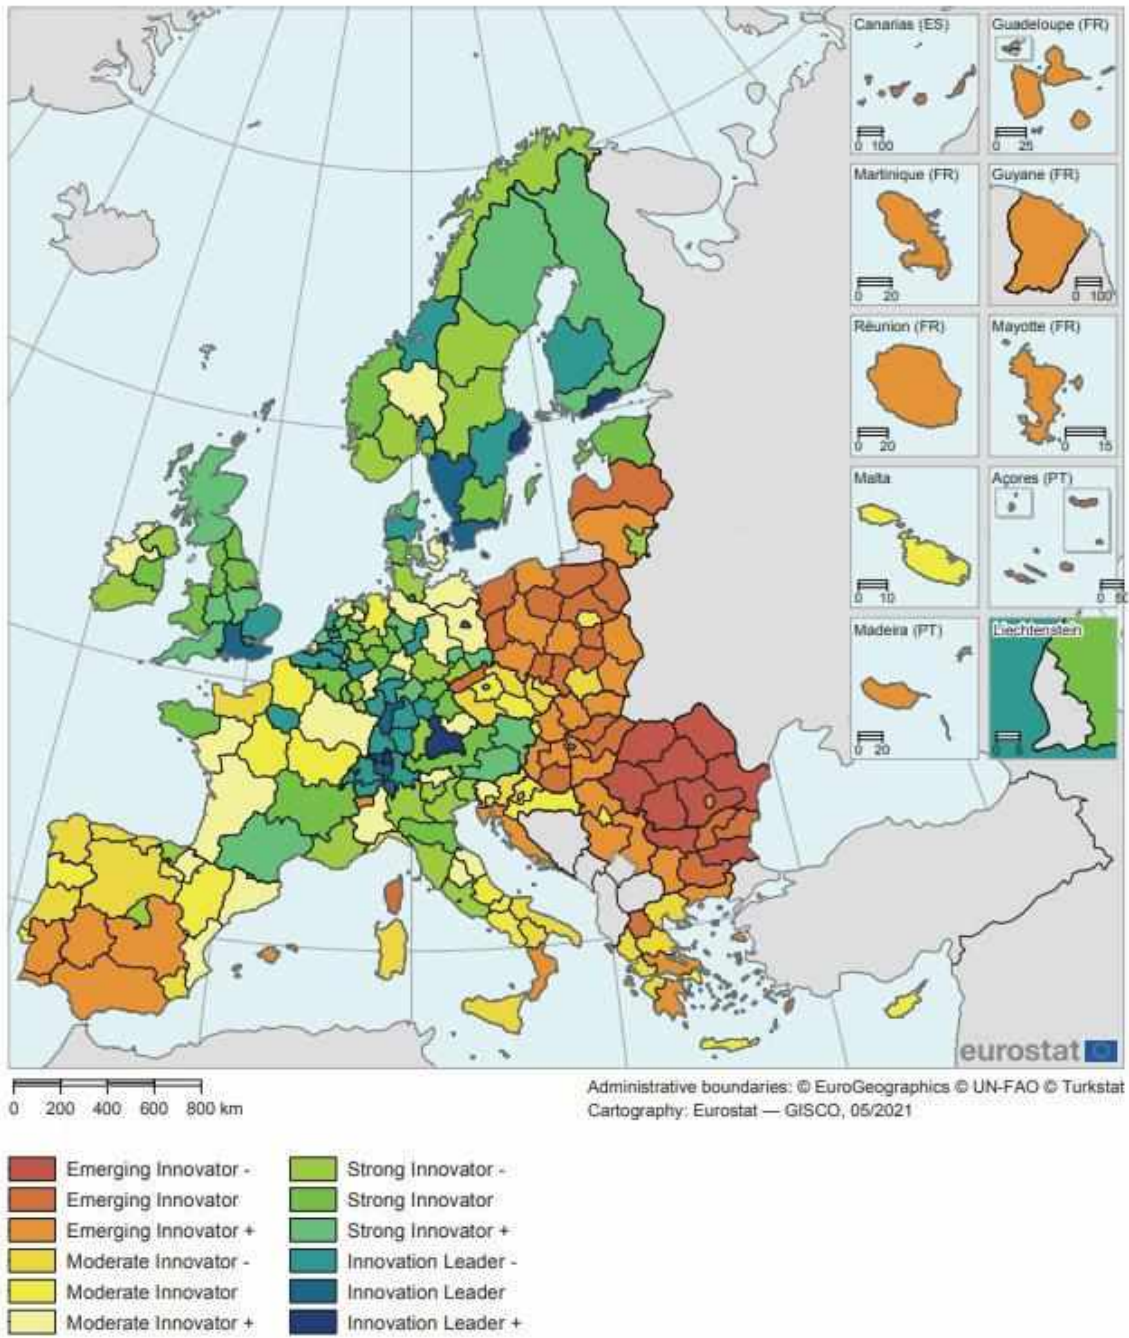 Canarias (ES)
0 100
Guadeloupe (FR)
0 25
Martinique (FR)
0 20
Guyane (FR)
0 100
Réunion (FR)
0 20
Mayotte (FR)
0 15
Malta
0 10
Açores (PT)
0
Madeira (PT)
0 20
Liechtenstein
eurostat
0 200 400 600 800 km
Administrative boundaries: © EuroGeographics © UN-FAO © Turkstat
Cartography: Eurostat — GISCO, 05/2021
Emerging Innovator -
Emerging Innovator
Emerging Innovator +
Moderate Innovator -
Moderate Innovator
Moderate Innovator +
Strong Innovator -
Strong Innovator
Strong Innovator +
Innovation Leader -
Innovation Leader
Innovation Leader +